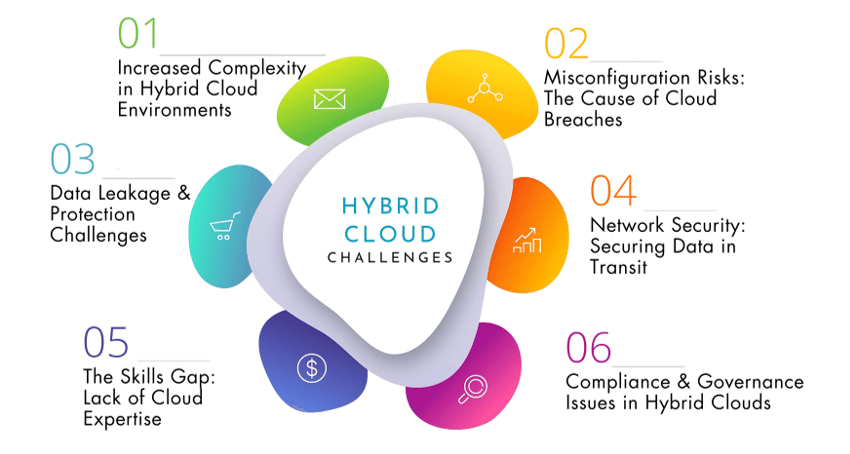 01
Increased Complexity
in Hybrid Cloud
Environments
02
Misconfiguration Risks:
The Cause of Cloud
Breaches
03
Data Leakage &
Protection
Challenges
HYBRID
CLOUD
CHALLENGES
04
Network Security:
Securing Data in
Transit
05
The Skills Gap:
Lack of Cloud
Expertise
$
06
Compliance & Governance
Issues in Hybrid Clouds